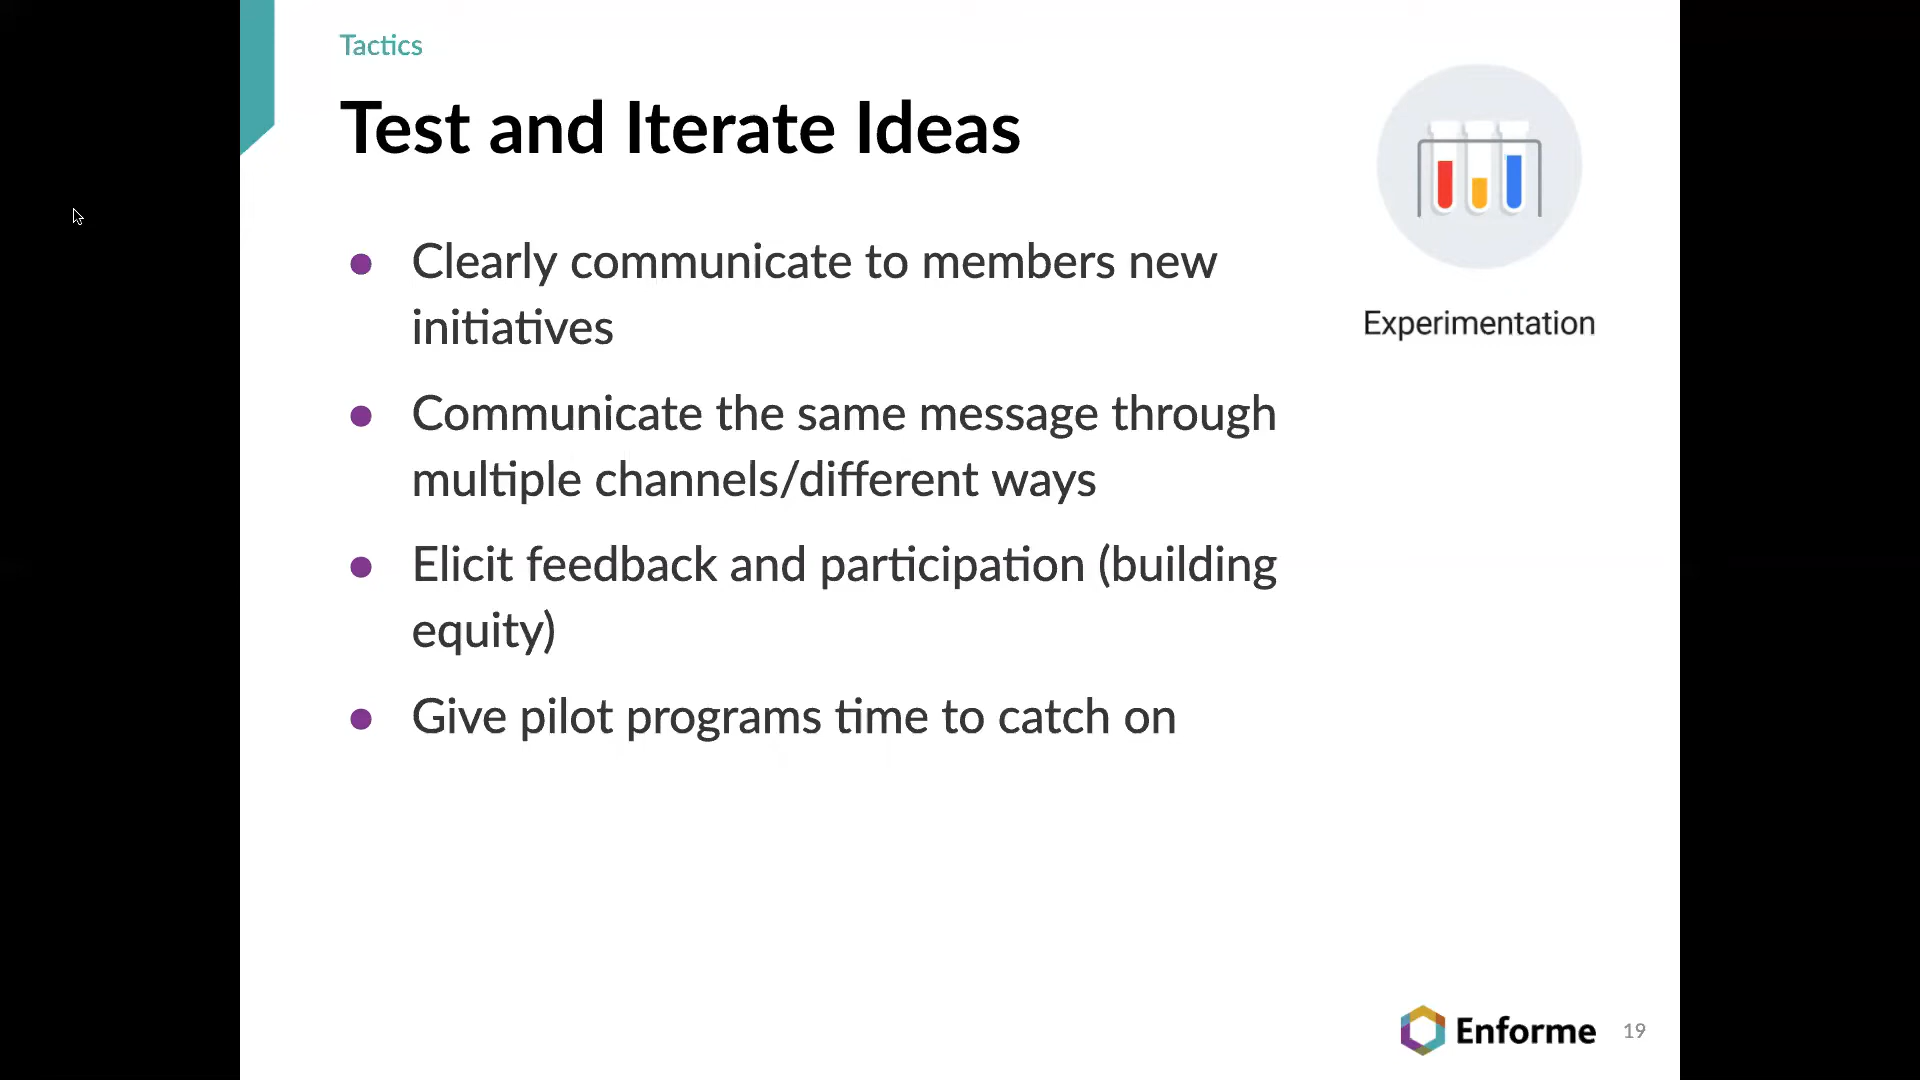 Tactics
Test and Iterate Ideas
Experimentation
● Clearly communicate to members new
initiatives
● Communicate the same message through
multiple channels/different ways
● Elicit feedback and participation (building
equity)
● Give pilot programs time to catch on
Enforme 19